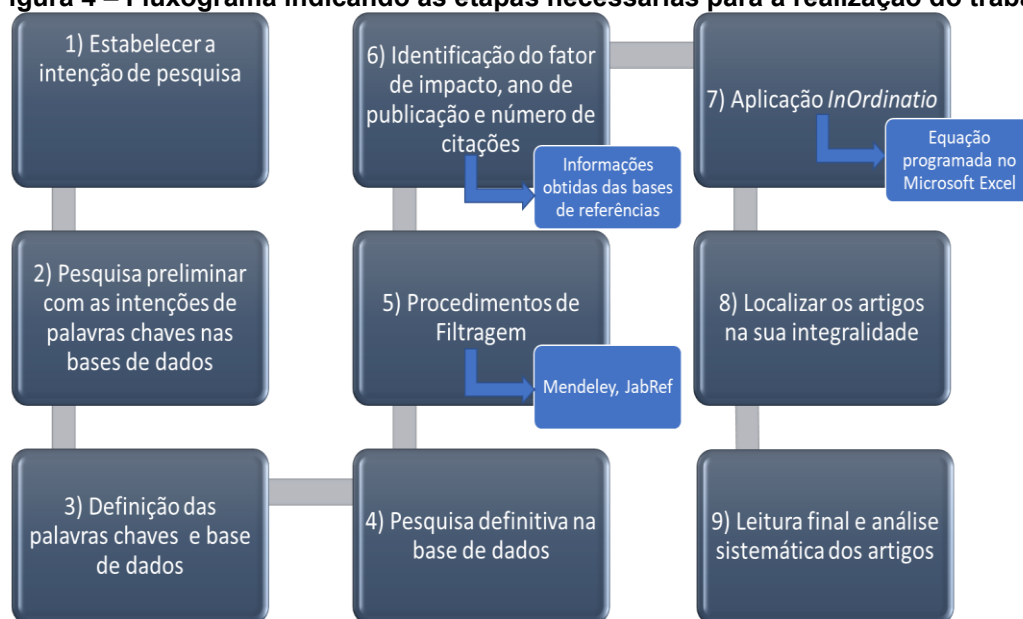 igura 4 – Fluxograma indicando as etapas necessárias para a realização do traba
1) Estabelecer a
intenção de pesquisa
2) Pesquisa preliminar
com as intenções de
palavras chaves nas
bases de dados
3) Definição das
palavras chaves e base
de dados
4) Pesquisa definitiva na
base de dados
5) Procedimentos de
Filtragem
Mendeley, JabRef
6) Identificação do fator
de impacto, ano de
publicação e número de
citações
Informações
obtidas das bases
de referências
7) Aplicação InOrdinatio
Equação
programada no
Microsoft Excel
8) Localizar os artigos
na sua integralidade
9) Leitura final e análise
sistemática dos artigos